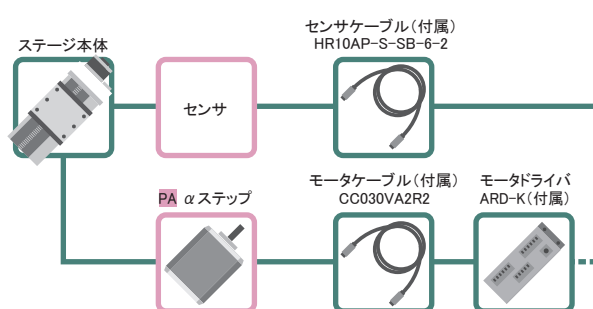 ステージ本体
センサ
センサケーブル(付属)
HR10AP-S-SB-6-2
PA αステップ
モータケーブル(付属)
CC030VA2R2
モータドライバ
ARD-K(付属)